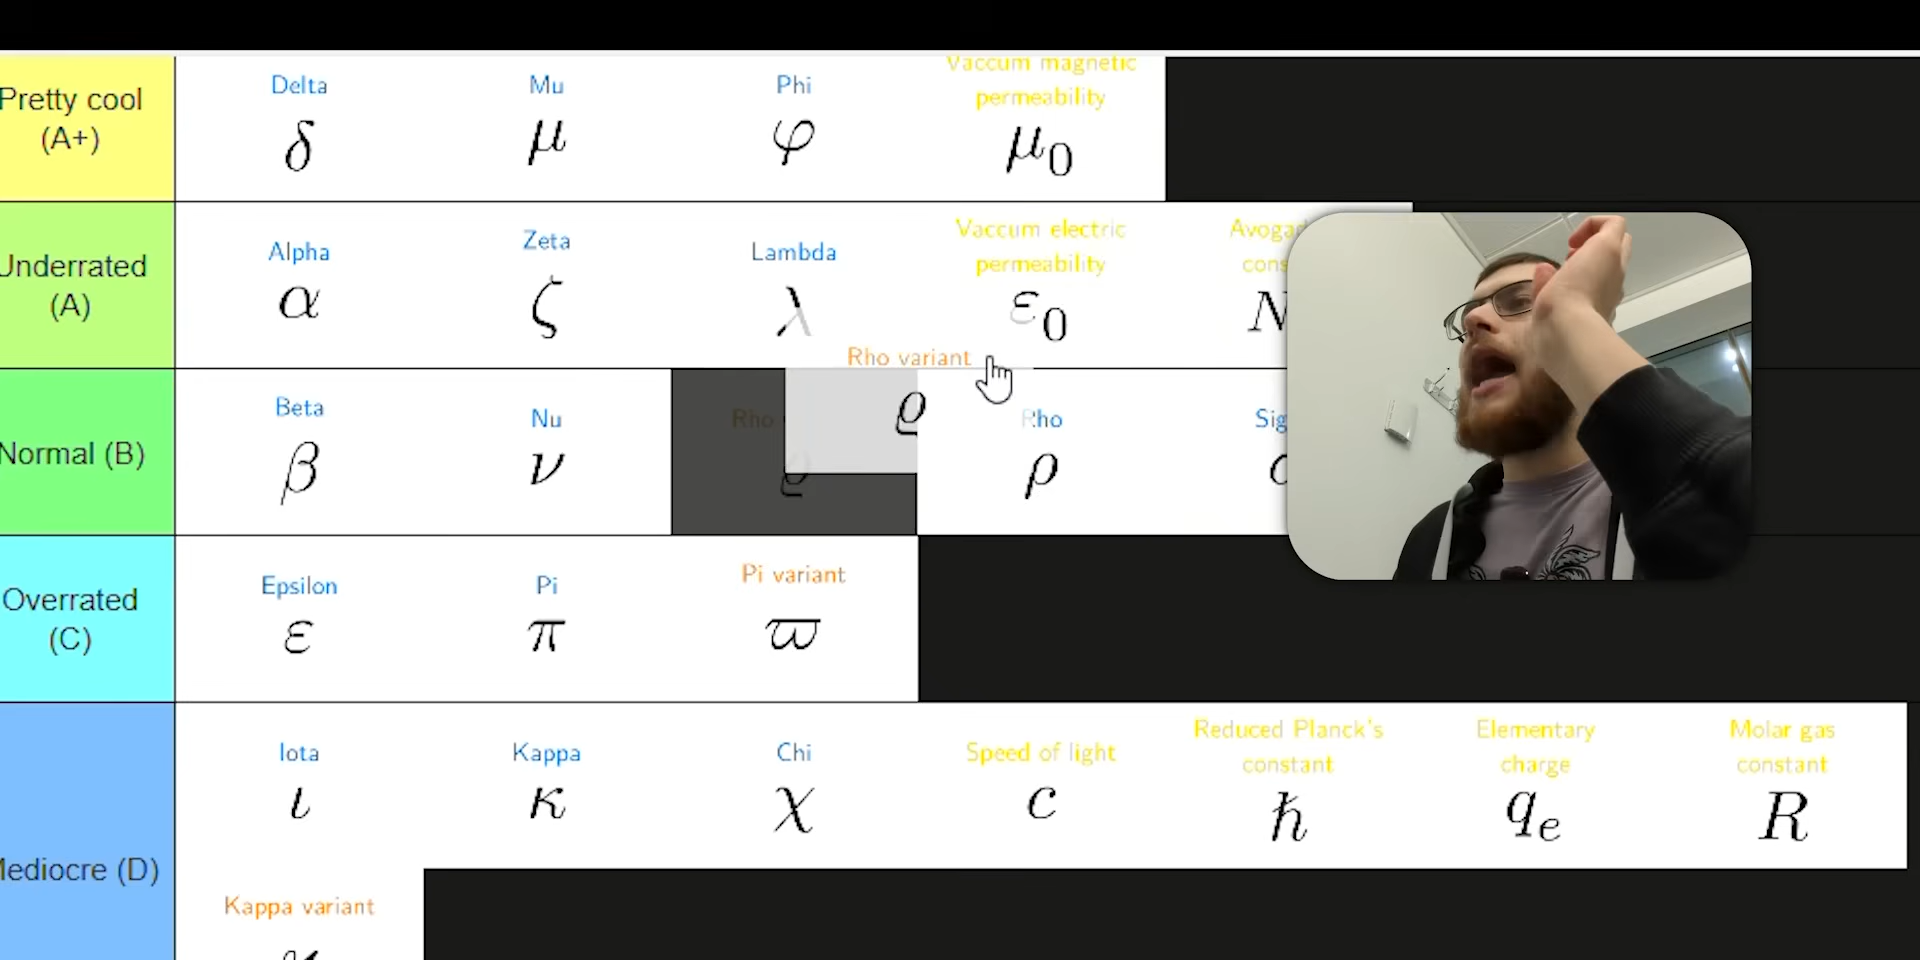 Pretty cool
(A+)
Delta
Mu
Phi
Vaccum magnetic
permeability
δ
μ
φ
μ0
Underrated
(A)
Alpha
Zeta
Lambda
Vaccum electric
permeability
α
ζ
λ
ε0
N
Rho variant
ϱ
Normal (B)
Beta
Nu
Rho
Rho
β
ν
ϱ
ρ
Overrated
(C)
Epsilon
Pi
Pi variant
ε
π
ϖ
Mediocre (D)
Iota
Kappa
Chi
Speed of light
Reduced Planck's
constant
Elementary
charge
Molar gas
constant
ι
κ
χ
c
ℏ
qe
R
Kappa variant